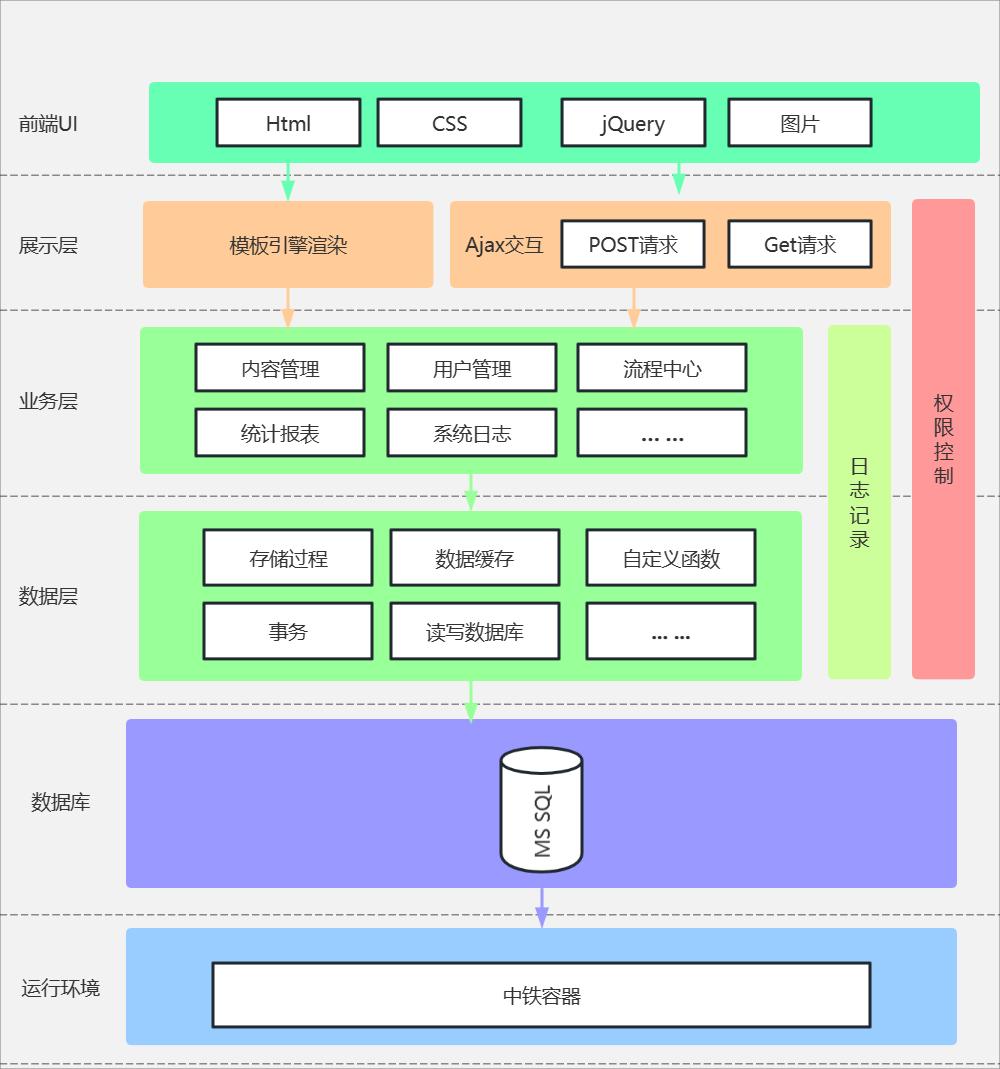 前端UI
Html
CSS
jQuery
图片
展示层
模板引擎渲染
Ajax交互
POST请求
Get请求
业务层
内容管理
用户管理
流程中心
统计报表
系统日志
... ...
日志记录
权限控制
数据层
存储过程
数据缓存
自定义函数
事务
读写数据库
... ...
数据库
MS SQL
运行环境
中铁容器